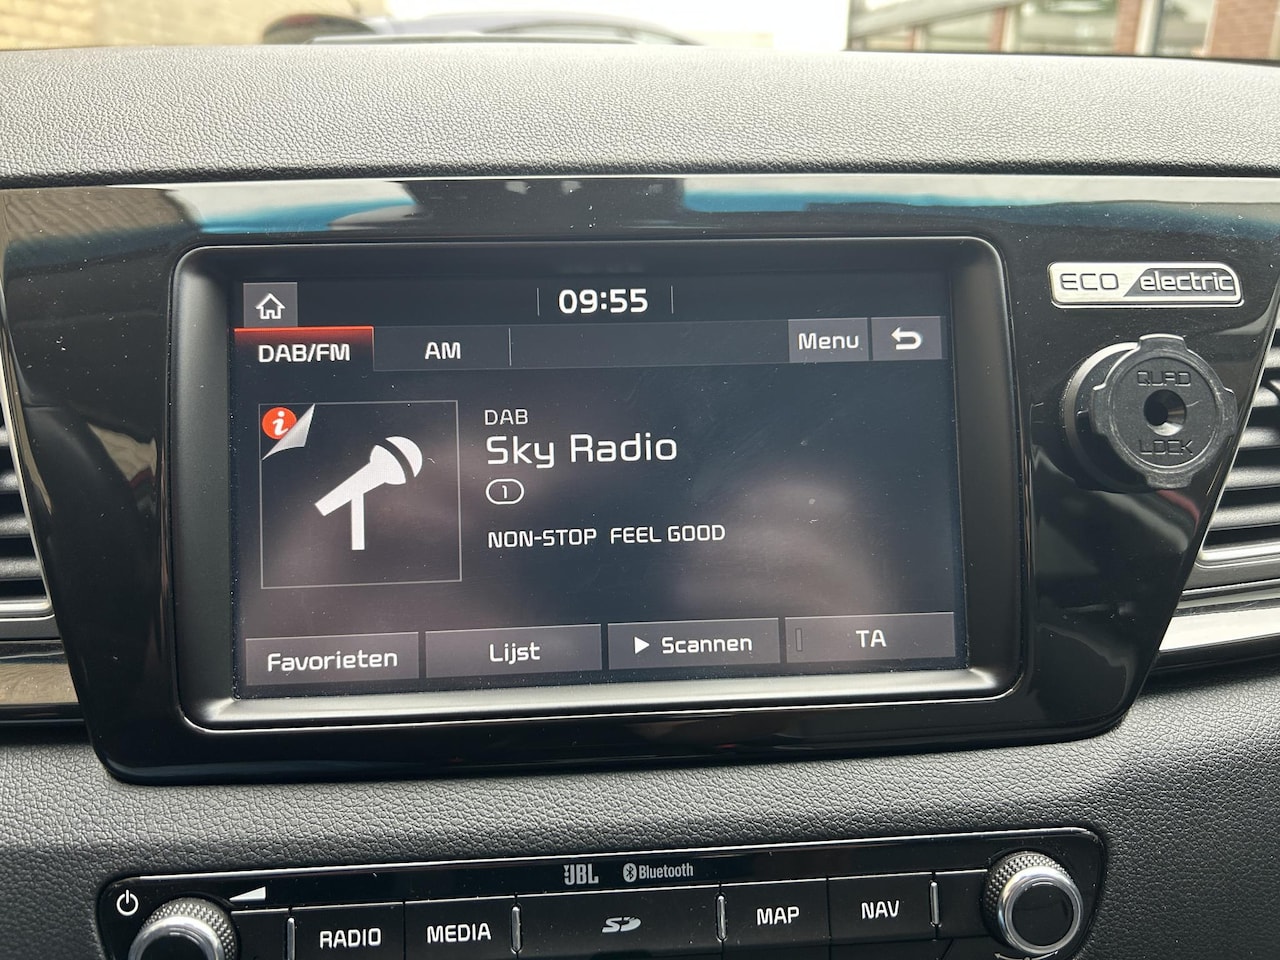 09:55
DAB/FM
AM
Menu
DAB
Sky Radio
1
NON-STOP FEEL GOOD
Favorieten
Lijst
Scannen
TA
ECO electric
QUAD
LOCK
JBL
Bluetooth
RADIO
MEDIA
SD
MAP
NAV